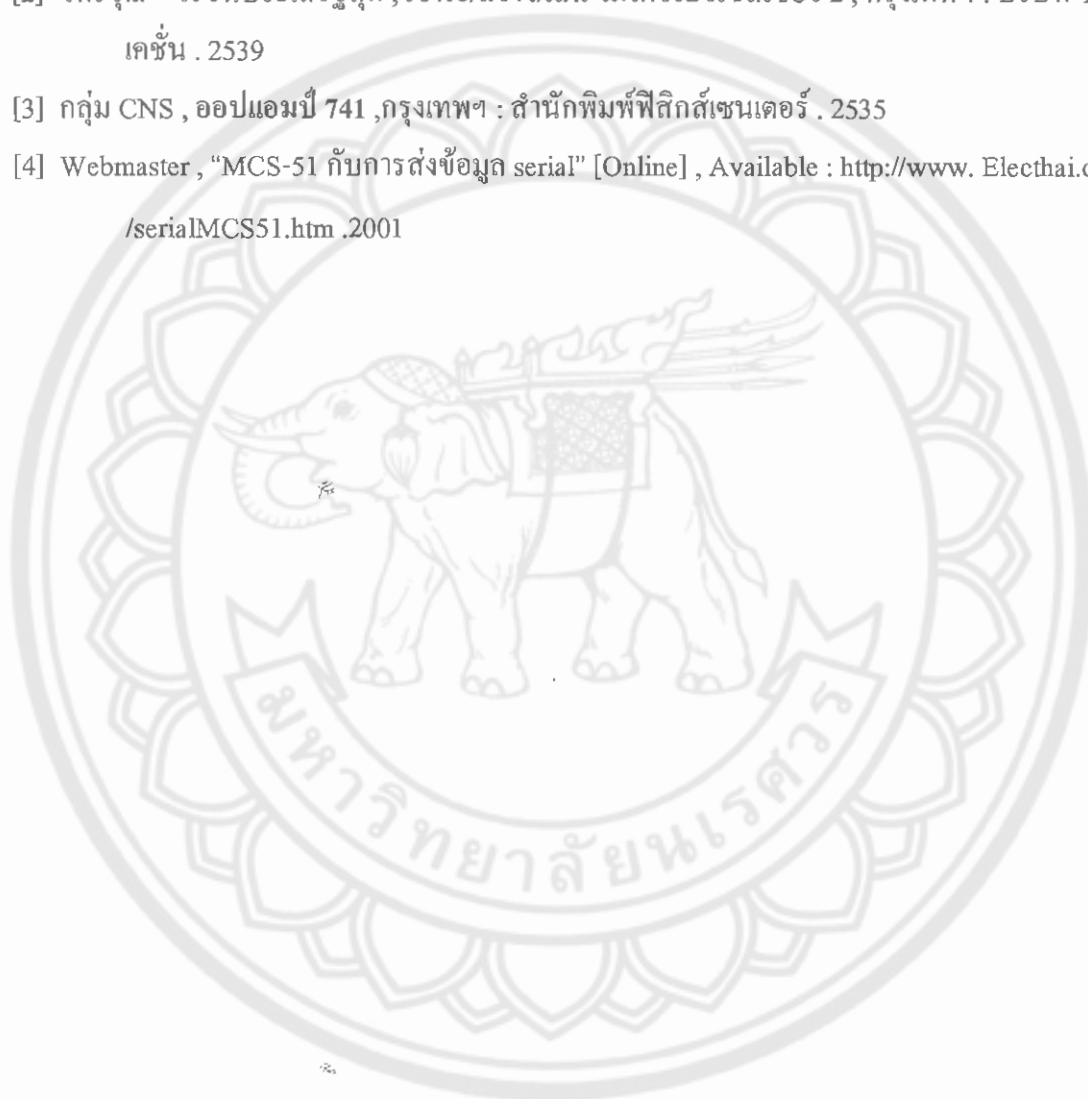 เคชั่น . 2539
[3] กลุ่ม CNS , ออปแอมป์ 741 ,กรุงเทพฯ : สำนักพิมพ์ฟิสิกส์เซนเตอร์ . 2535
[4] Webmaster , “MCS-51 กับการส่งข้อมูล serial” [Online] , Available : http://www. Electhai.c
/serialMCS51.htm .2001
มหาวิทยาลัยนเรศวร